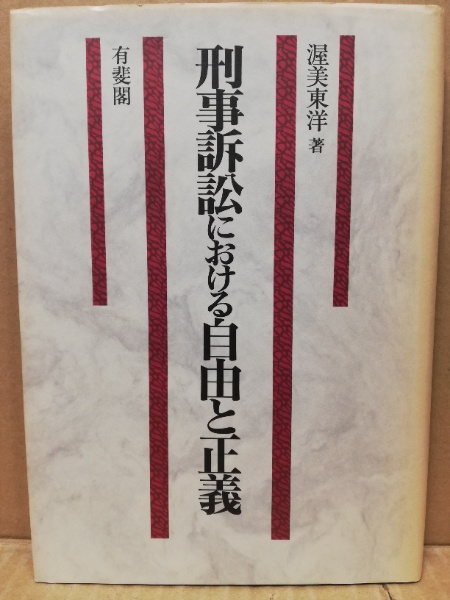 渥美東洋 著
刑事訴訟における自由と正義
有斐閣